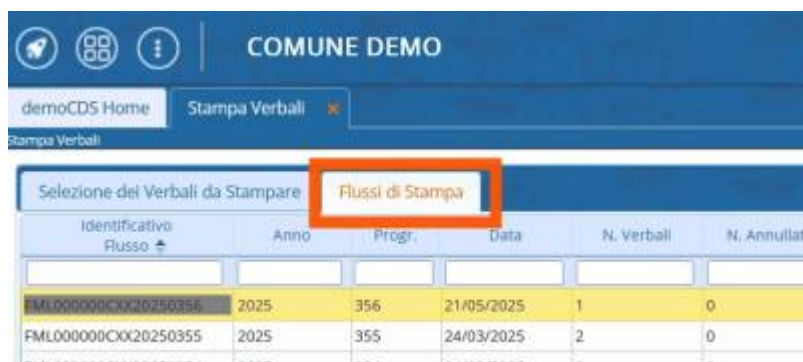 COMUNE DEMO
demoCDS Home Stampa Verbali
Stampa Verbali
Selezione dei Verbali da Stampare Flussi di Stampa
Identificativo Flusso Anno Progr. Data N. Verbali N. Annullat
FML000000CXX20250356 2025 356 21/05/2025 1 0
FML000000CXX20250355 2025 355 24/03/2025 2 0